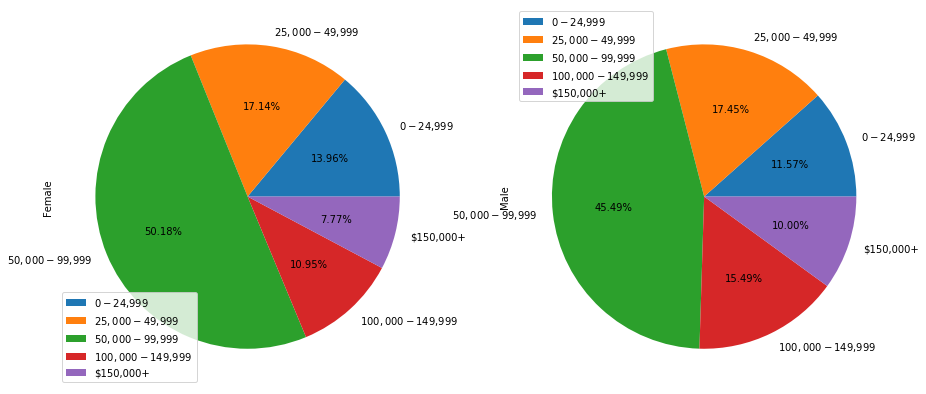 25,000 − 49,999
17.14%
0 − 24,999
13.96%
Female
50.18%
7.77%
$150,000+
50,000 − 99,999
10.95%
100,000 − 149,999
0 − 24,999
25,000 − 49,999
50,000 − 99,999
100,000 − 149,999
$150,000+
0 − 24,999
25,000 − 49,999
50,000 − 99,999
100,000 − 149,999
$150,000+
25,000 − 49,999
17.45%
0 − 24,999
11.57%
Male
50,000 − 99,999
45.49%
10.00%
$150,000+
15.49%
100,000 − 149,999